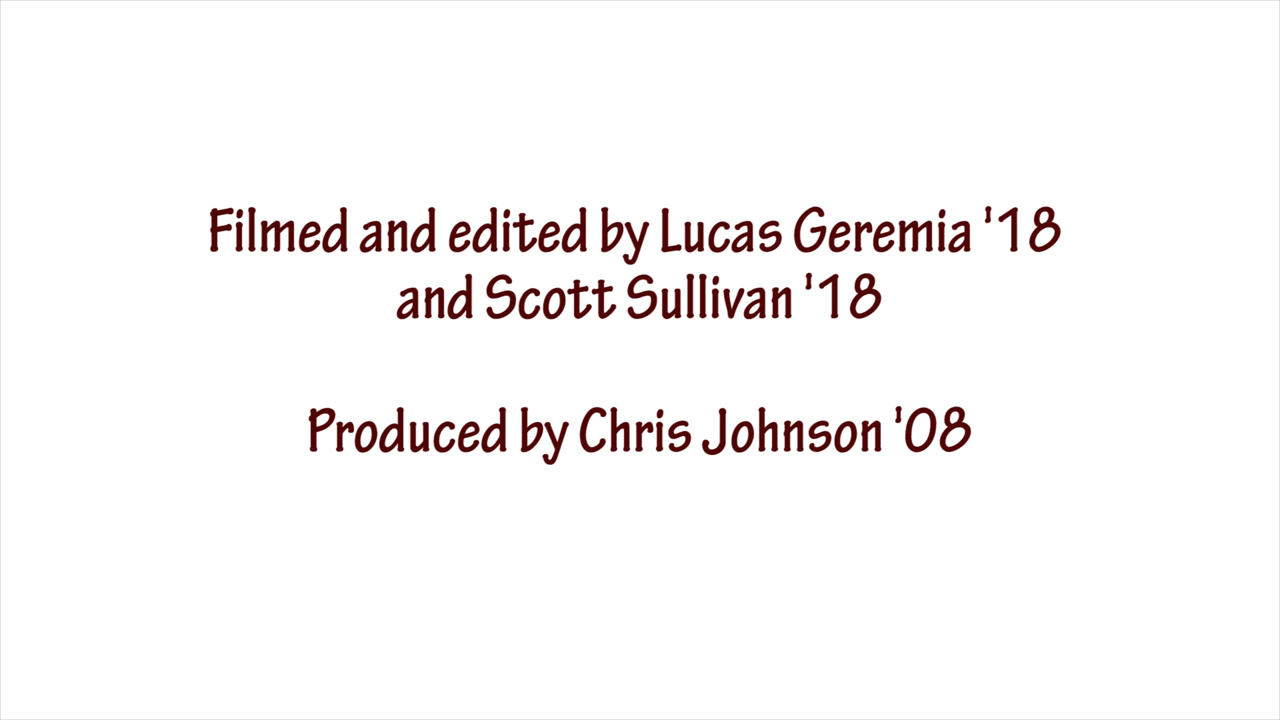 Filmed and edited by Lucas Geremia '18
and Scott Sullivan '18
Produced by Chris Johnson '08